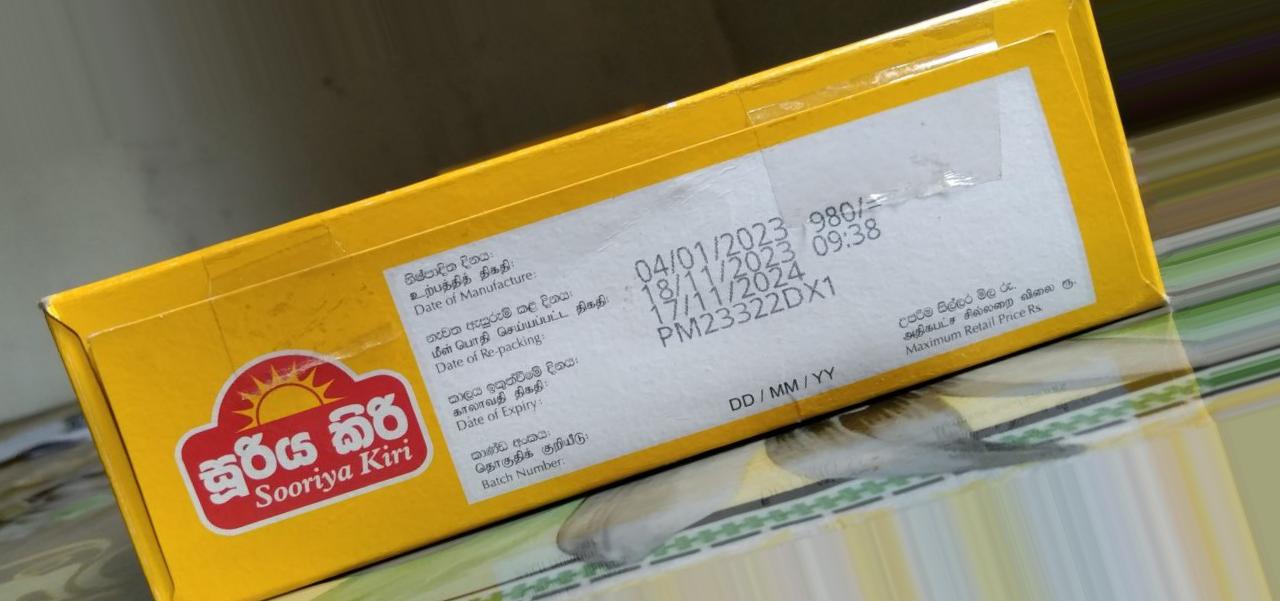 සූරිය කිරි
Sooriya Kiri
නිෂ්පාදිත දිනය:
உற்பத்தித் திகதி:
Date of Manufacture:
නැවත ඇසුරුම් කළ දිනය:
மீள் பொதி செய்யப்பட்ட திகதி:
Date of Re-packing:
කාලය ඉකුත්වීමේ දිනය:
காலாவதி திகதி:
Date of Expiry:
කාණ්ඩ අංකය:
தொகுதிக் குறியீடு:
Batch Number:
04/01/2023 980/=
18/11/2023 09:38
17/11/2024
PM23322DX1
DD / MM / YY
උපරිම සිල්ලර මිල රු.
அதிகபட்ச சில்லறை விலை ரூ.
Maximum Retail Price Rs.